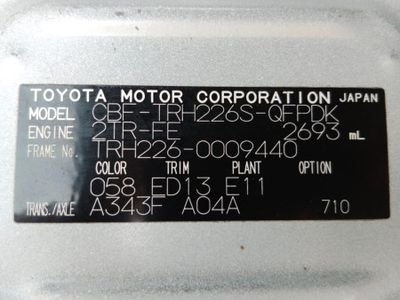 TOYOTA MOTOR CORPORATION JAPAN
MODEL CBF-TRH226S-QFPDK
ENGINE 2TR-FE 2693 mL
FRAME No. TRH226-0009440
COLOR TRIM PLANT OPTION
058 ED13 E11
TRANS./AXLE A343F A04A 710